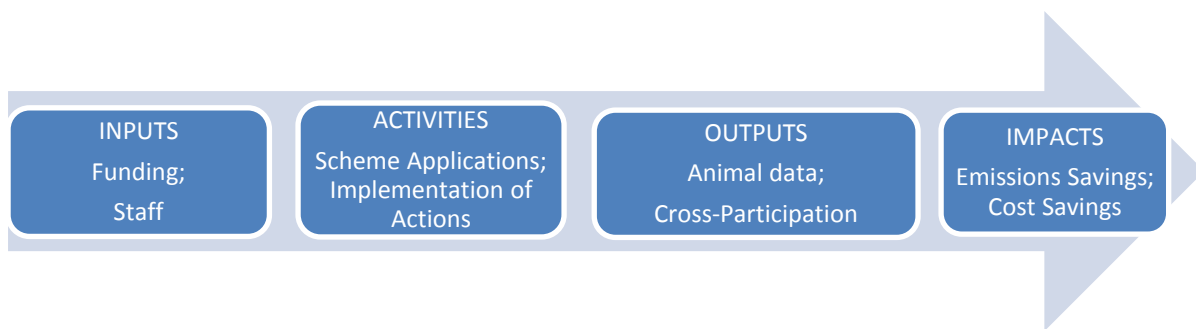 INPUTS
Funding;
Staff
ACTIVITIES
Scheme Applications;
Implementation of
Actions
OUTPUTS
Animal data;
Cross-Participation
IMPACTS
Emissions Savings;
Cost Savings